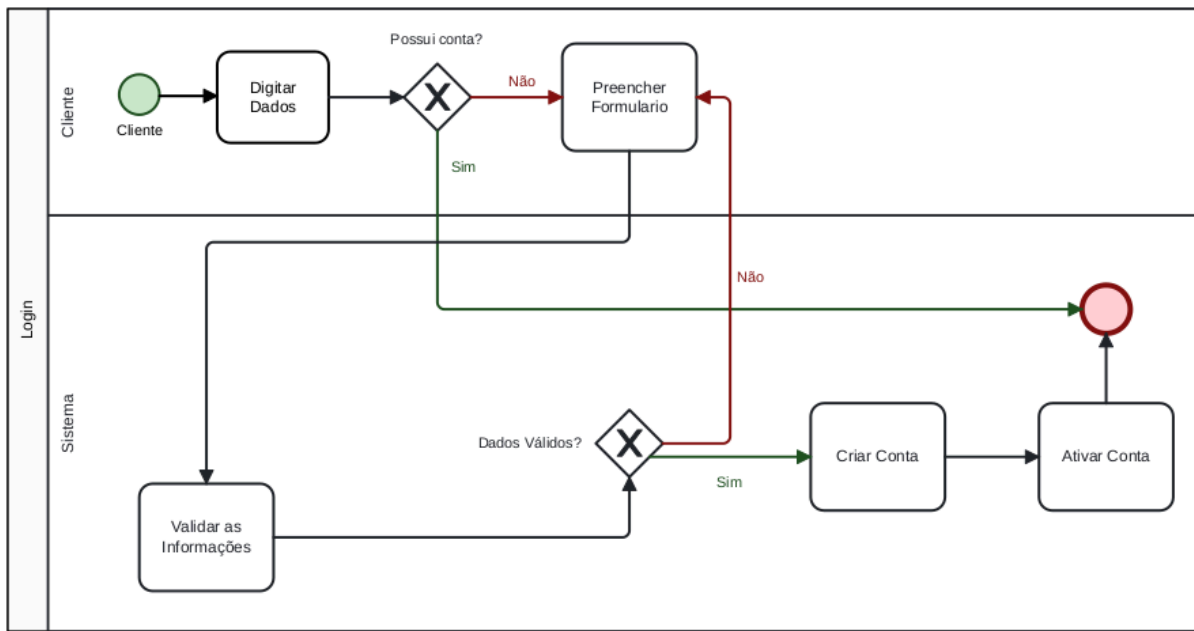 Login
Cliente
Cliente
Digitar
Dados
Possui conta?
Não
Sim
Preencher
Formulario
Sistema
Não
Validar as
Informações
Dados Válidos?
Sim
Criar Conta
Ativar Conta